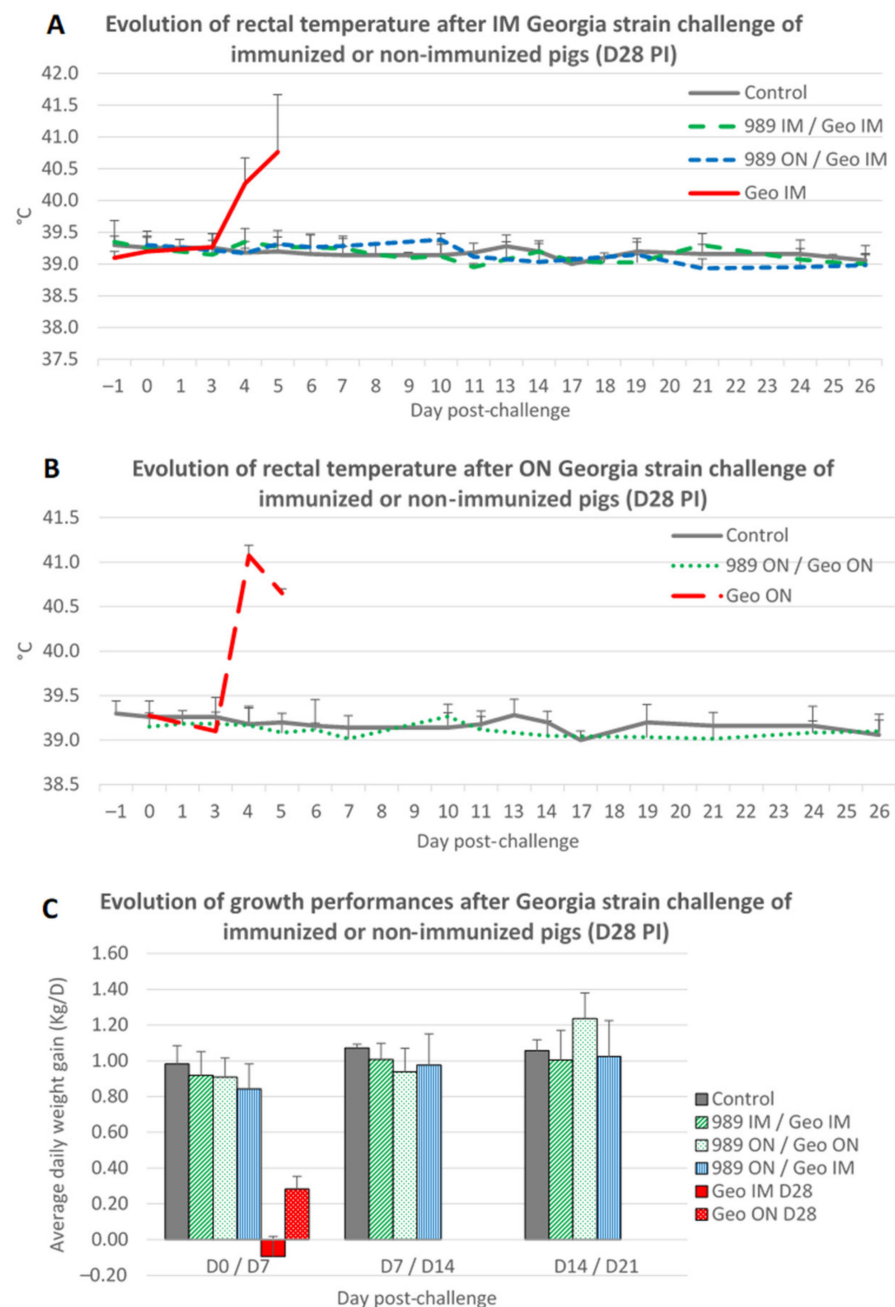 A Evolution of rectal temperature after IM Georgia strain challenge of
immunized or non-immunized pigs (D28 PI)
42.0
41.5
41.0
40.5
40.0
39.5
39.0
38.5
38.0
37.5
°C
Control
989 IM / Geo IM
989 ON / Geo IM
Geo IM
–1 0 1 3 4 5 6 7 8 9 10 11 13 14 17 18 19 20 21 22 23 24 25 26
Day post-challenge
B Evolution of rectal temperature after ON Georgia strain challenge of
immunized or non-immunized pigs (D28 PI)
41.5
41.0
40.5
40.0
39.5
39.0
38.5
°C
Control
989 ON / Geo ON
Geo ON
–1 0 1 3 4 5 6 7 8 9 10 11 13 14 17 18 19 20 21 22 23 24 25 26
Day post-challenge
C Evolution of growth performances after Georgia strain challenge of
immunized or non-immunized pigs (D28 PI)
1.60
1.40
1.20
1.00
0.80
0.60
0.40
0.20
0.00
–0.20
Average daily weight gain (Kg/D)
Control
989 IM / Geo IM
989 ON / Geo ON
989 ON / Geo IM
Geo IM D28
Geo ON D28
D0 / D7 D7 / D14 D14 / D21
Day post-challenge